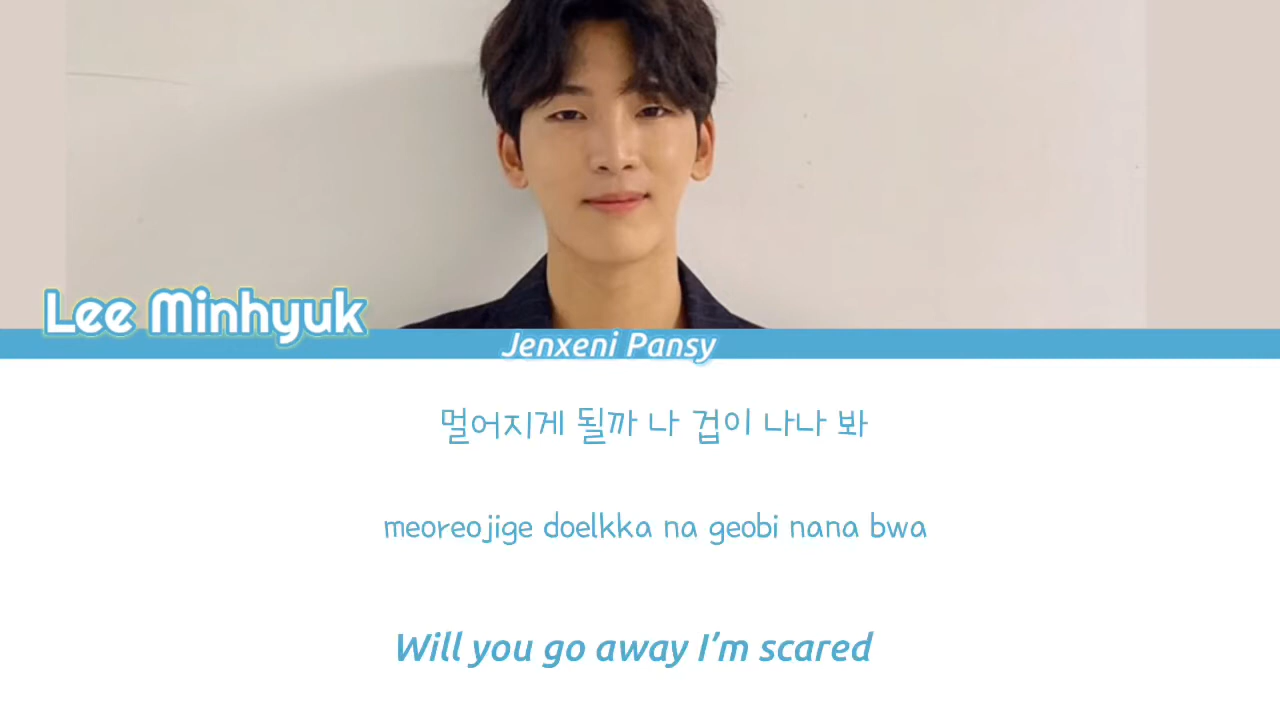 Lee Minhyuk
Jenxeni Pansy
멀어지게 될까 나 겁이 나나 봐
meoreojige doelkka na geobi nana bwa
Will you go away I'm scared